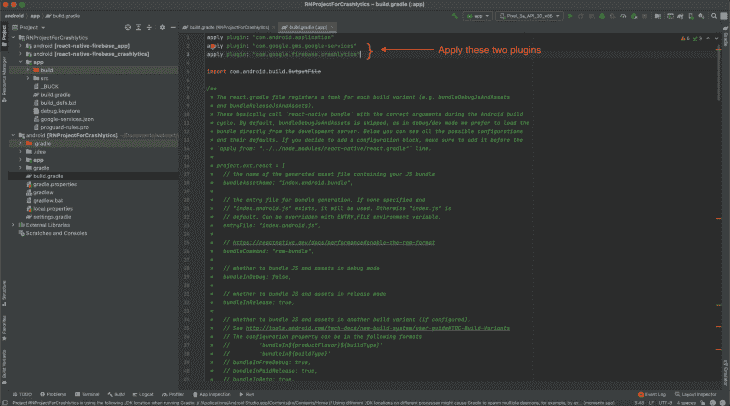 RNProjectForCrashlytics – build.gradle (:app)
android
app
build.gradle
app
Pixel_3a_API_30_x86
Project
build.gradle (RNProjectForCrashlytics)
build.gradle (:app)
android [react-native-firebase_app]
android [react-native-firebase_crashlytics]
app
build
src
_BUCK
build.gradle
build_defs.bzl
debug.keystore
google-services.json
proguard-rules.pro
android [RNProjectForCrashlytics]
.gradle
.idea
app
gradle
build.gradle
gradle.properties
gradlew
gradlew.bat
local.properties
settings.gradle
External Libraries
Scratches and Consoles
Project
Resource Manager
Structure
Favorites
Build Variants
Gradle
apply plugin: "com.android.application"
apply plugin: "com.google.gms.google-services"
apply plugin: "com.google.firebase.crashlytics"
Apply these two plugins
import com.android.build.OutputFile
/**
* The react.gradle file registers a task for each build variant (e.g. bundleDebugJsAndAssets
* and bundleReleaseJsAndAssets).
* These basically call `react-native bundle` with the correct arguments during the Android build
* cycle. By default, bundleDebugJsAndAssets is skipped, as in debug/dev mode we prefer to load the
* bundle directly from the development server. Below you can see all the possible configurations
* and their defaults. If you decide to add a configuration block, make sure to add it before the
* `apply from: "../../node_modules/react-native/react.gradle"` line.
*
* project.ext.react = [
* // the name of the generated asset file containing your JS bundle
* bundleAssetName: "index.android.bundle",
*
* // the entry file for bundle generation. If none specified and
* // "index.android.js" exists, it will be used. Otherwise "index.js" is
* // default. Can be overridden with ENTRY_FILE environment variable.
* entryFile: "index.android.js",
*
* // https://reactnative.dev/docs/performance#enable-the-ram-format
* bundleCommand: "ram-bundle",
*
* // whether to bundle JS and assets in debug mode
* bundleInDebug: false,
*
* // whether to bundle JS and assets in release mode
* bundleInRelease: true,
*
* // whether to bundle JS and assets in another build variant (if configured).
* // See http://tools.android.com/tech-docs/new-build-system/user-guide#TOC-Build-Variants
* // The configuration property can be in the following formats
* // 'bundleIn${productFlavor}${buildType}'
* // 'bundleIn${buildType}'
* // bundleInFreeDebug: true,
* // bundleInPaidRelease: true,
* // bundleInBeta: true,
TODO
Problems
Terminal
Build
Logcat
Profiler
App Inspection
Run
Event Log
Layout Inspector